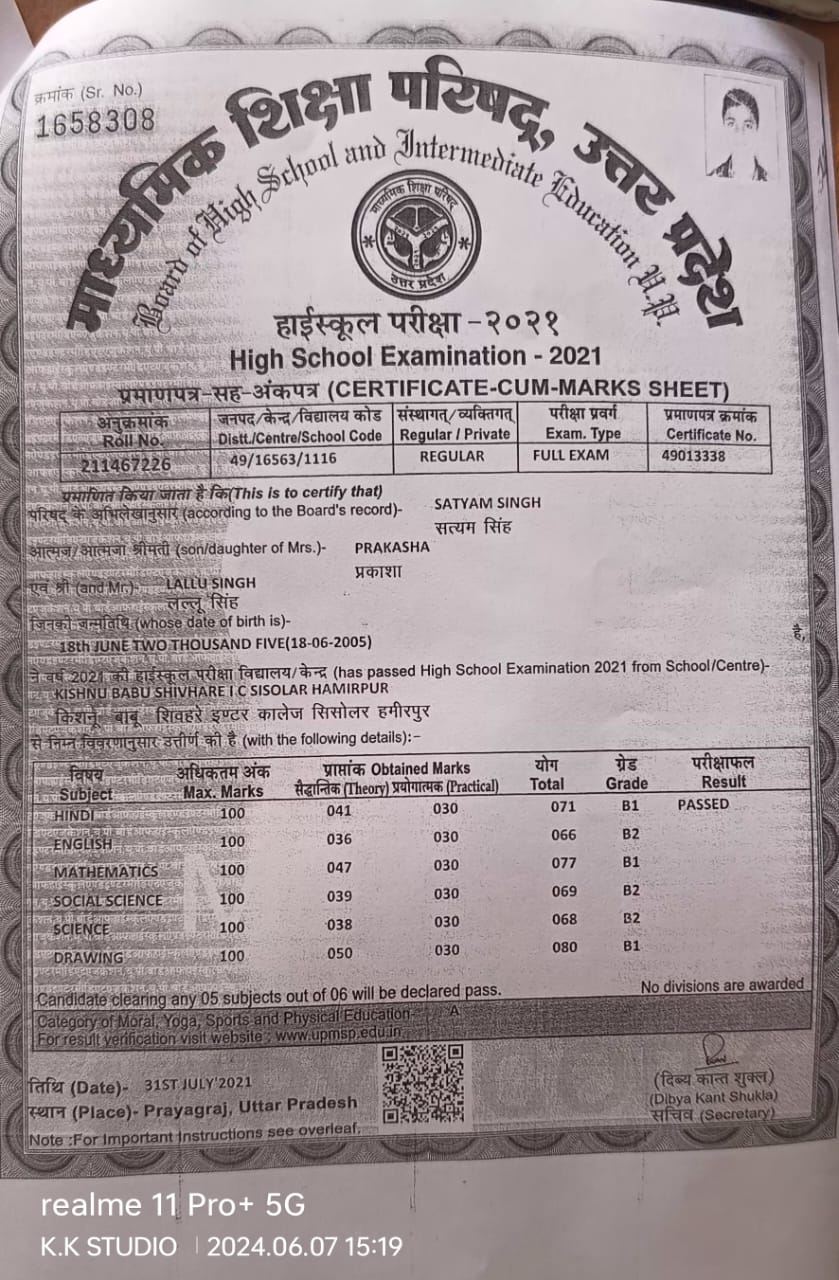 क्रमांक (Sr. No.)
1658308
माध्यमिक शिक्षा परिषद्, उत्तर प्रदेश
Board of High School and Intermediate Education U.P.
माध्यमिक शिक्षा परिषद
उत्तर प्रदेश
हाईस्कूल परीक्षा -२०२१
High School Examination - 2021
प्रमाणपत्र-सह-अंकपत्र (CERTIFICATE-CUM-MARKS SHEET)
अनुक्रमांक जनपद/केन्द्र/विद्यालय कोड संस्थागत्/व्यक्तिगत् परीक्षा प्रवर्ग प्रमाणपत्र क्रमांक
Roll No. Distt./Centre/School Code Regular / Private Exam. Type Certificate No.
211467226 49/16563/1116 REGULAR FULL EXAM 49013338
प्रमाणित किया जाता है कि(This is to certify that)
परिषद् के अभिलेखानुसार (according to the Board's record)- SATYAM SINGH
सत्यम सिंह
आत्मज/आत्मजा श्रीमती (son/daughter of Mrs.)- PRAKASHA
प्रकाशा
एवं श्री (and Mr.)- LALLU SINGH
लल्लू सिंह
जिनकी जन्मतिथि (whose date of birth is)-
18th JUNE TWO THOUSAND FIVE(18-06-2005) है,
ने वर्ष 2021 की हाईस्कूल परीक्षा विद्यालय/केन्द्र (has passed High School Examination 2021 from School/Centre)-
KISHNU BABU SHIVHARE I C SISOLAR HAMIRPUR
किशनू बाबू शिवहरे इण्टर कालेज सिसोलर हमीरपुर
से निम्न विवरणानुसार उत्तीर्ण की है (with the following details):-
विषय अधिकतम अंक प्राप्तांक Obtained Marks योग ग्रेड परीक्षाफल
Subject Max. Marks सैद्धान्तिक (Theory) प्रयोगात्मक (Practical) Total Grade Result
HINDI 100 041 030 071 B1 PASSED
ENGLISH 100 036 030 066 B2
MATHEMATICS 100 047 030 077 B1
SOCIAL SCIENCE 100 039 030 069 B2
SCIENCE 100 038 030 068 B2
DRAWING 100 050 030 080 B1
Candidate clearing any 05 subjects out of 06 will be declared pass. No divisions are awarded
Category of Moral, Yoga, Sports and Physical Education- A
For result verification visit website : www.upmsp.edu.in
तिथि (Date)- 31ST JULY'2021
स्थान (Place)- Prayagraj, Uttar Pradesh
Note :For Important Instructions see overleaf.
(दिब्य कान्त शुक्ल)
(Dibya Kant Shukla)
सचिव (Secretary)
realme 11 Pro+ 5G
K.K STUDIO | 2024.06.07 15:19